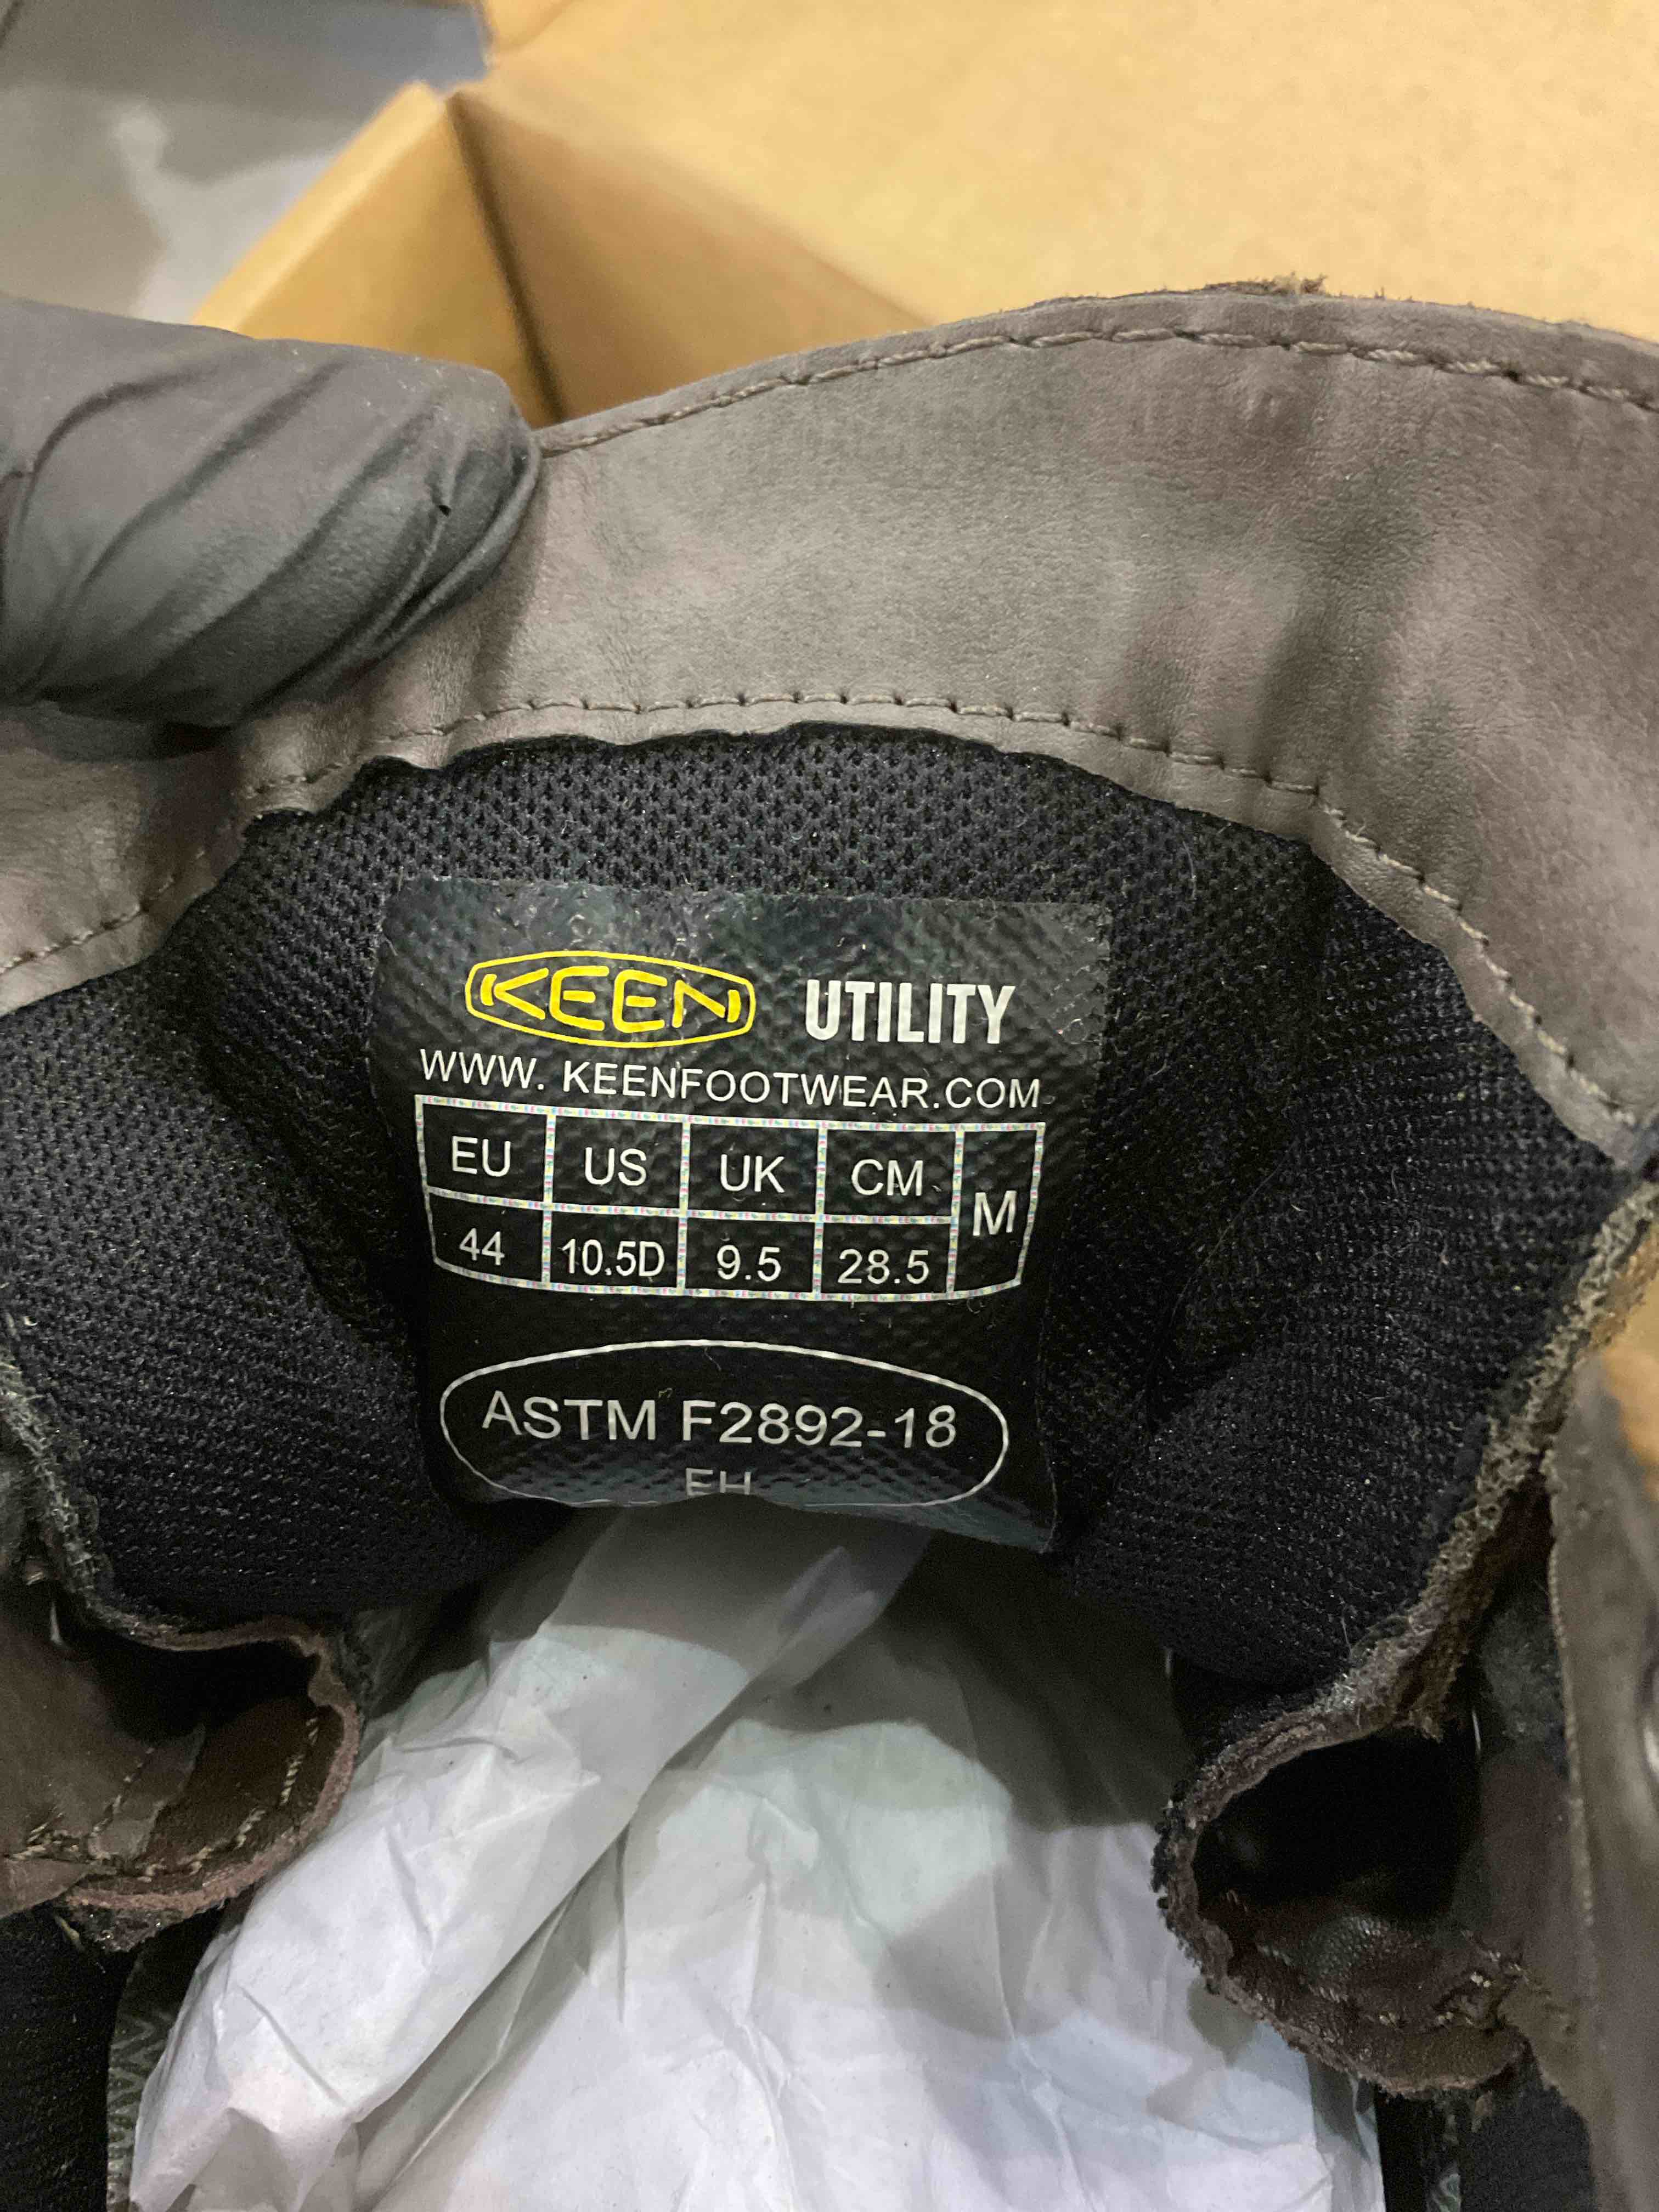 KEEN UTILITY
WWW. KEENFOOTWEAR.COM
EU US UK CM M
44 10.5D 9.5 28.5
ASTM F2892-18
EH